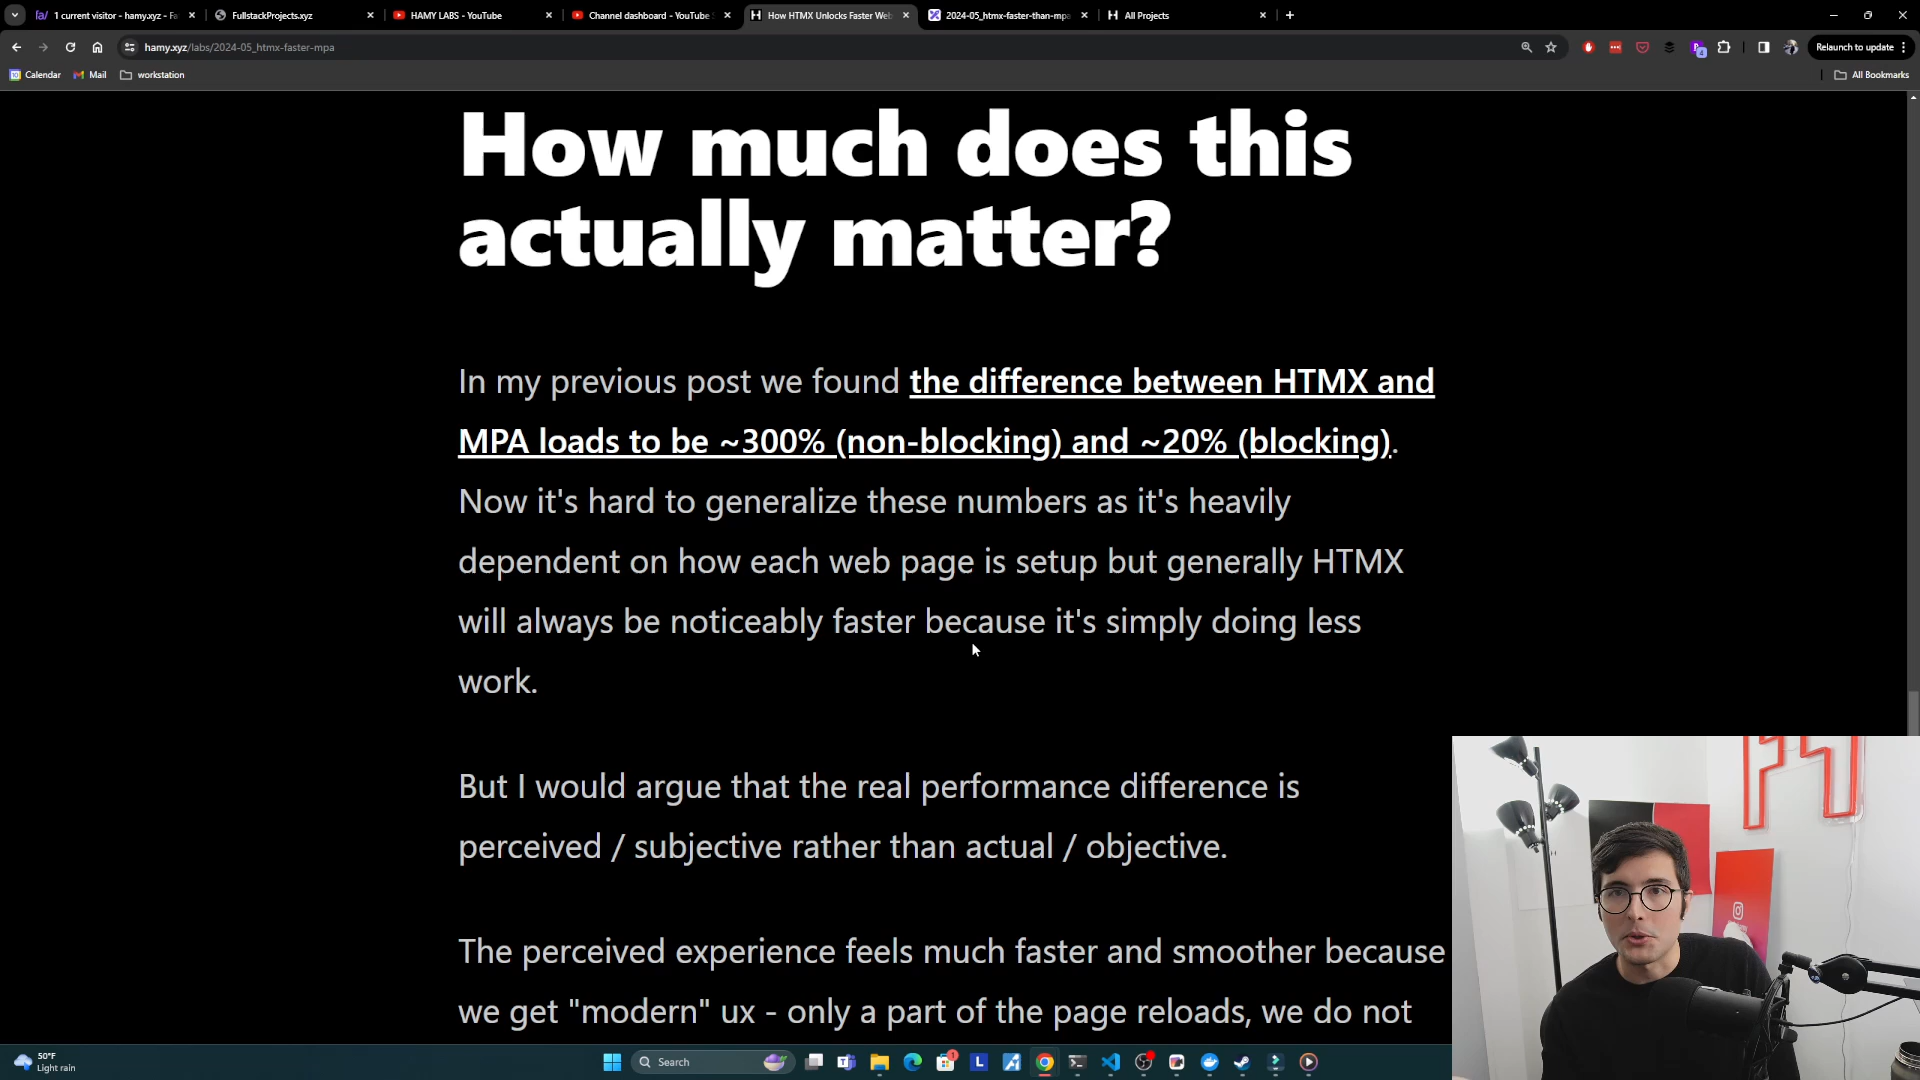 1 current visitor - hamy.xyz - Fa
FullstackProjects.xyz
HAMY LABS - YouTube
Channel dashboard - YouTube
How HTMX Unlocks Faster Web
2024-05_htmx-faster-than-mpa
All Projects
hamy.xyz/labs/2024-05_htmx-faster-mpa
Relaunch to update
Calendar
Mail
workstation
All Bookmarks
How much does this
actually matter?
In my previous post we found the difference between HTMX and
MPA loads to be ~300% (non-blocking) and ~20% (blocking).
Now it's hard to generalize these numbers as it's heavily
dependent on how each web page is setup but generally HTMX
will always be noticeably faster because it's simply doing less
work.
But I would argue that the real performance difference is
perceived / subjective rather than actual / objective.
The perceived experience feels much faster and smoother because
we get "modern" ux - only a part of the page reloads, we do not
50°F
Light rain
Search